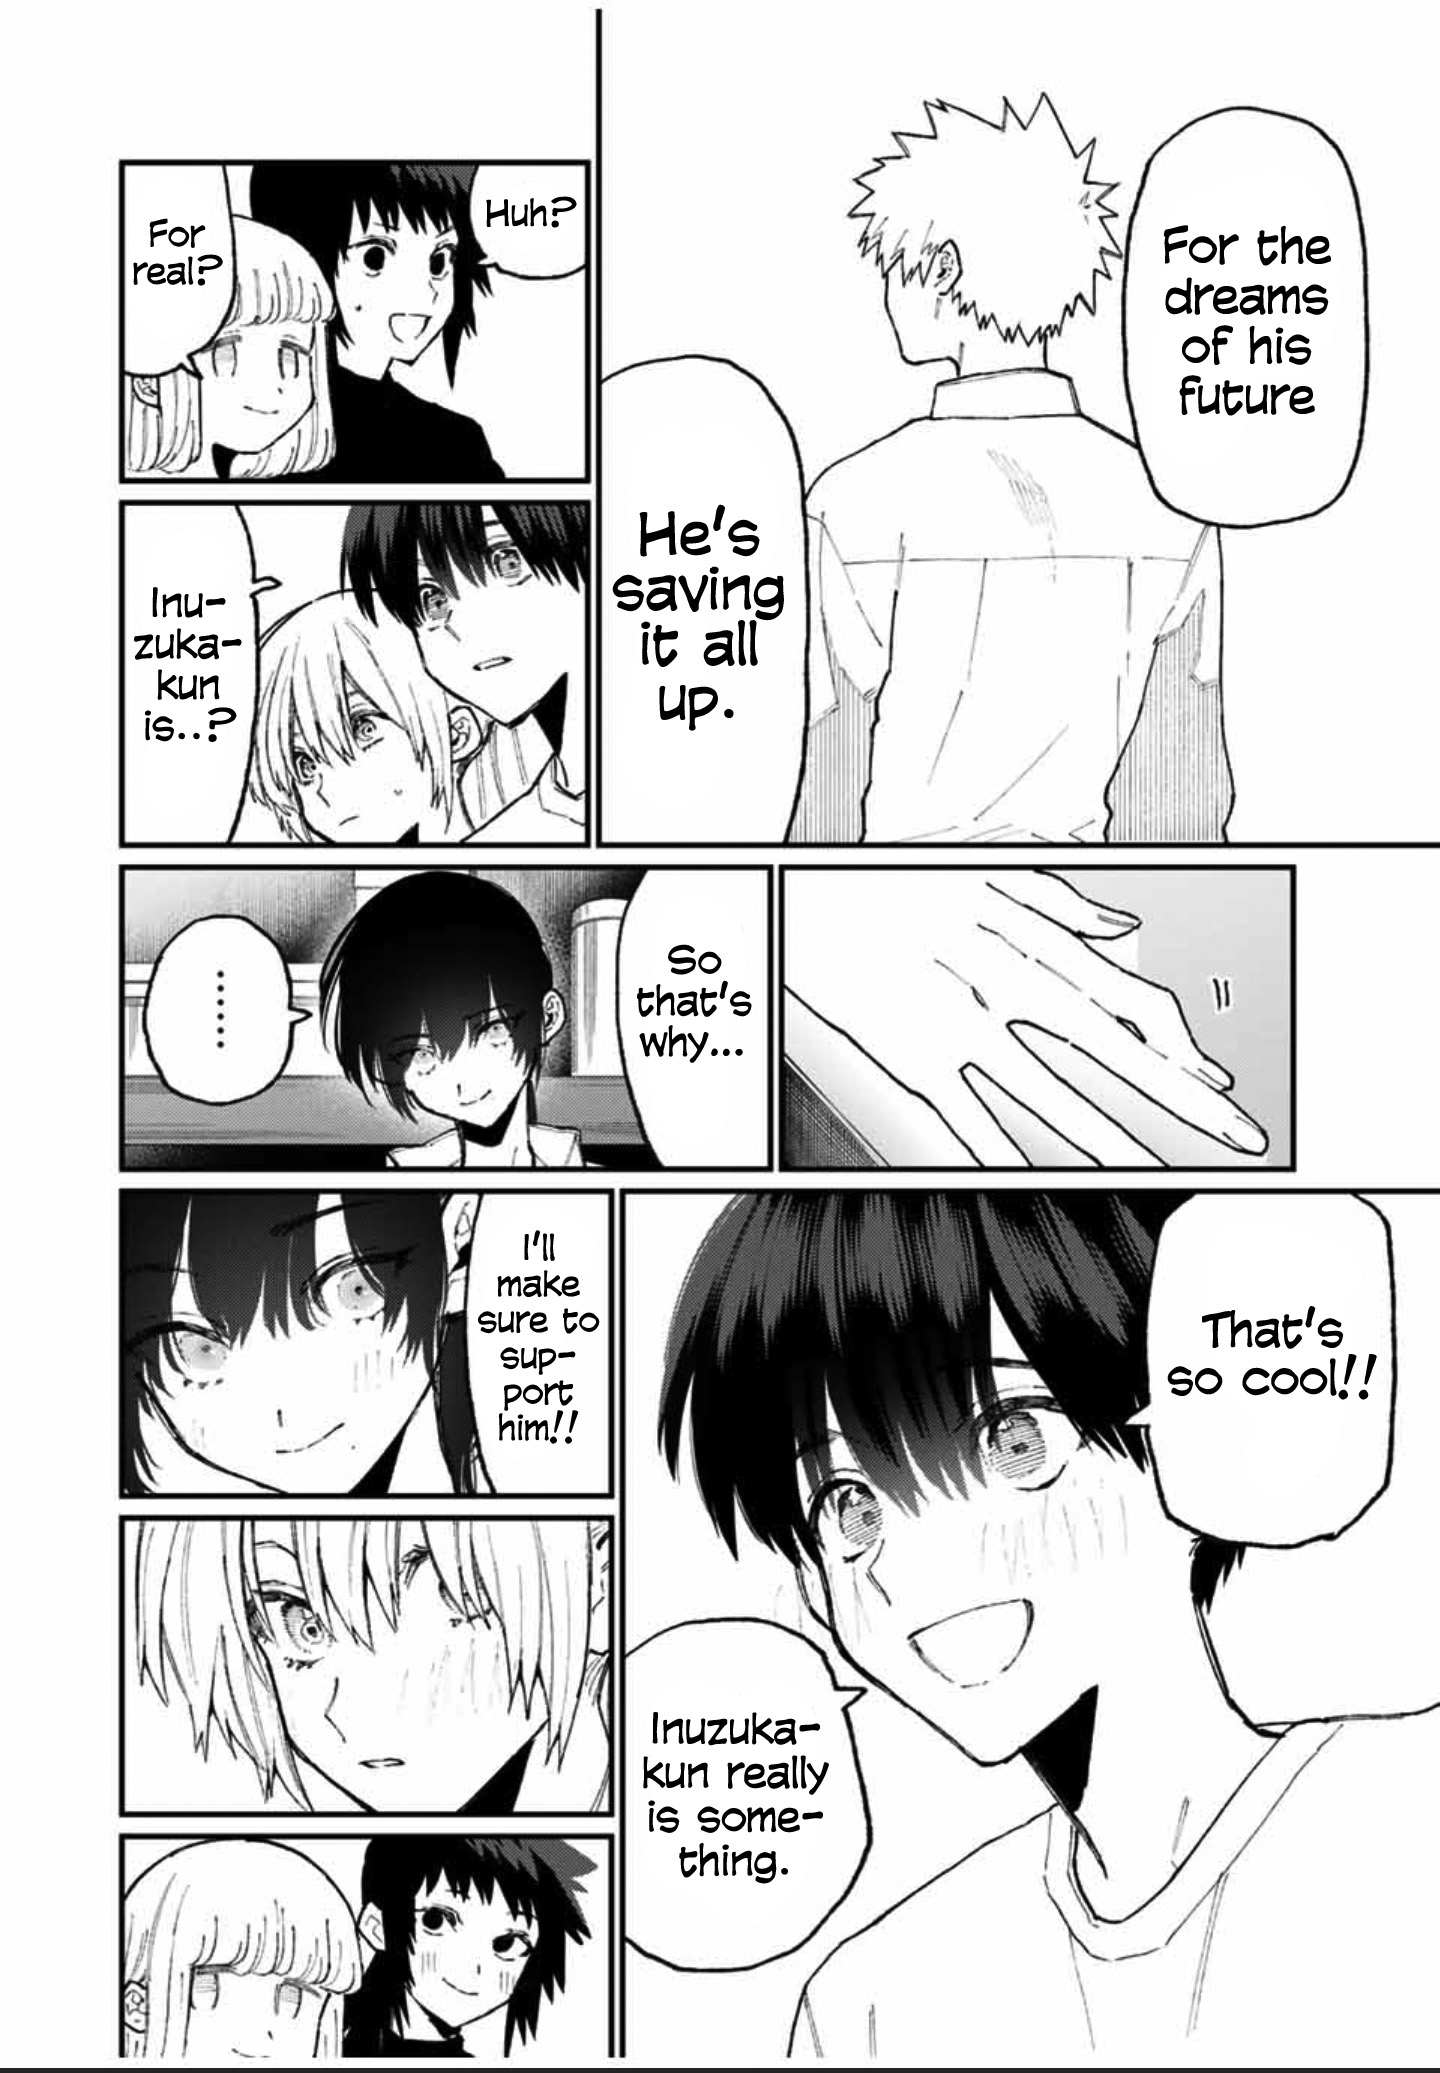 For the
dreams
of his
future
He's
saving
it all
up.
Huh?
For
real?
Inu-
zuka-
kun
is..?
So
that's
why...
......
That's
so cool!!
Inuzuka-
kun really
is some-
thing.
I'll
make
sure to
sup-
port
him!!